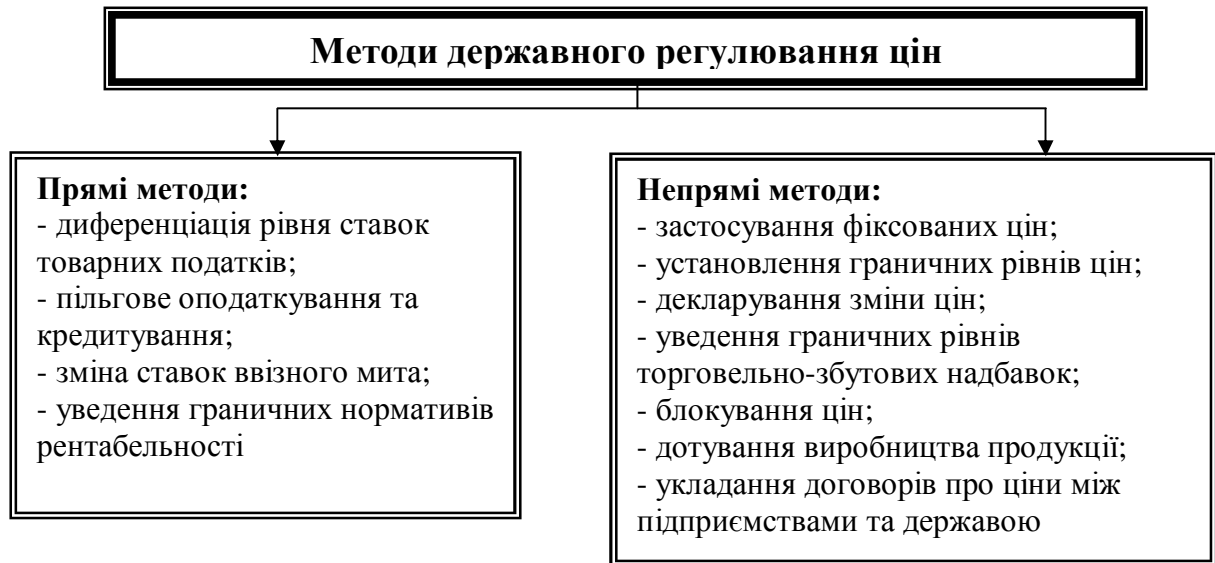 Методи державного регулювання цін
Прямі методи:
- диференціація рівня ставок
товарних податків;
- пільгове оподаткування та
кредитування;
- зміна ставок ввізного мита;
- уведення граничних нормативів
рентабельності
Непрямі методи:
- застосування фіксованих цін;
- установлення граничних рівнів цін;
- декларування зміни цін;
- уведення граничних рівнів
торговельно-збутових надбавок;
- блокування цін;
- дотування виробництва продукції;
- укладання договорів про ціни між
підприємствами та державою